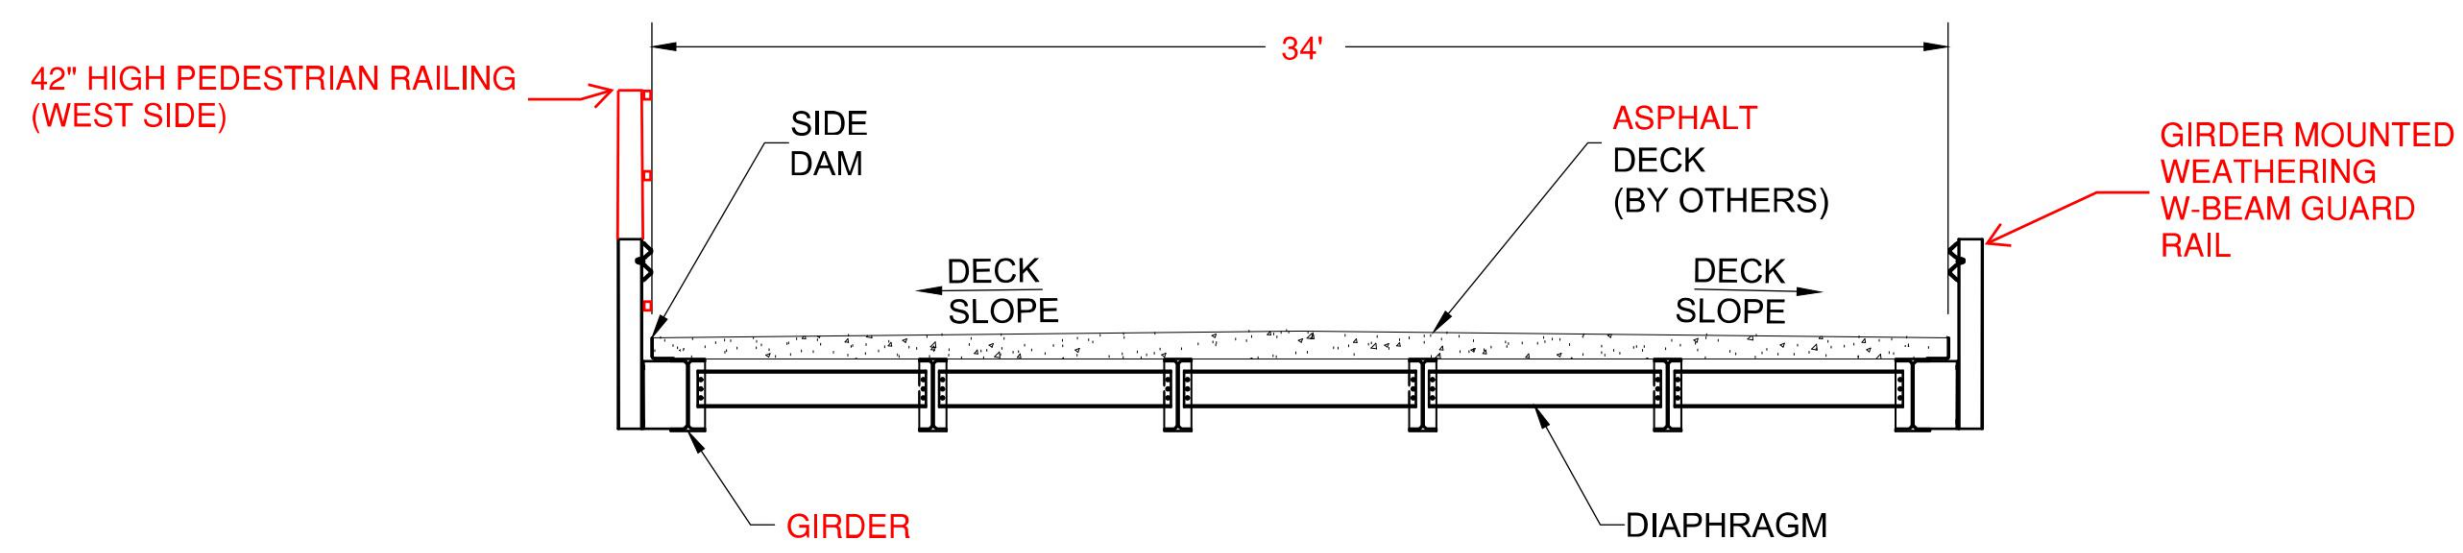 34'
42" HIGH PEDESTRIAN RAILING
(WEST SIDE)
SIDE
DAM
ASPHALT
DECK
(BY OTHERS)
GIRDER MOUNTED
WEATHERING
W-BEAM GUARD
RAIL
DECK
SLOPE
DECK
SLOPE
GIRDER
DIAPHRAGM